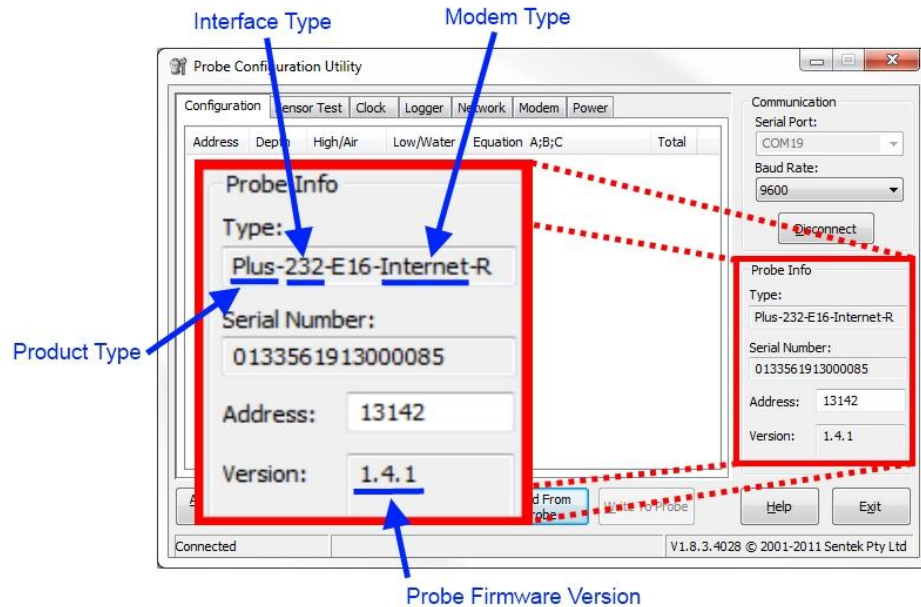 Interface Type
Modem Type
Probe Configuration Utility
Configuration Sensor Test Clock Logger Network Modem Power
Address Depth High/Air Low/Water Equation A;B;C Total
Communication
Serial Port:
COM19
Baud Rate:
9600
Disconnect
Probe Info
Type:
Plus-232-E16-Internet-R
Serial Number:
0133561913000085
Address: 13142
Version: 1.4.1
Product Type
Probe Info
Type:
Plus-232-E16-Internet-R
Serial Number
0133561913000085
Address: 13142
Version: 1.4.1
From
Write To Probe
Help
Exit
Connected
V1.8.3.4028 © 2001-2011 Sentek Pty Ltd
Probe Firmware Version